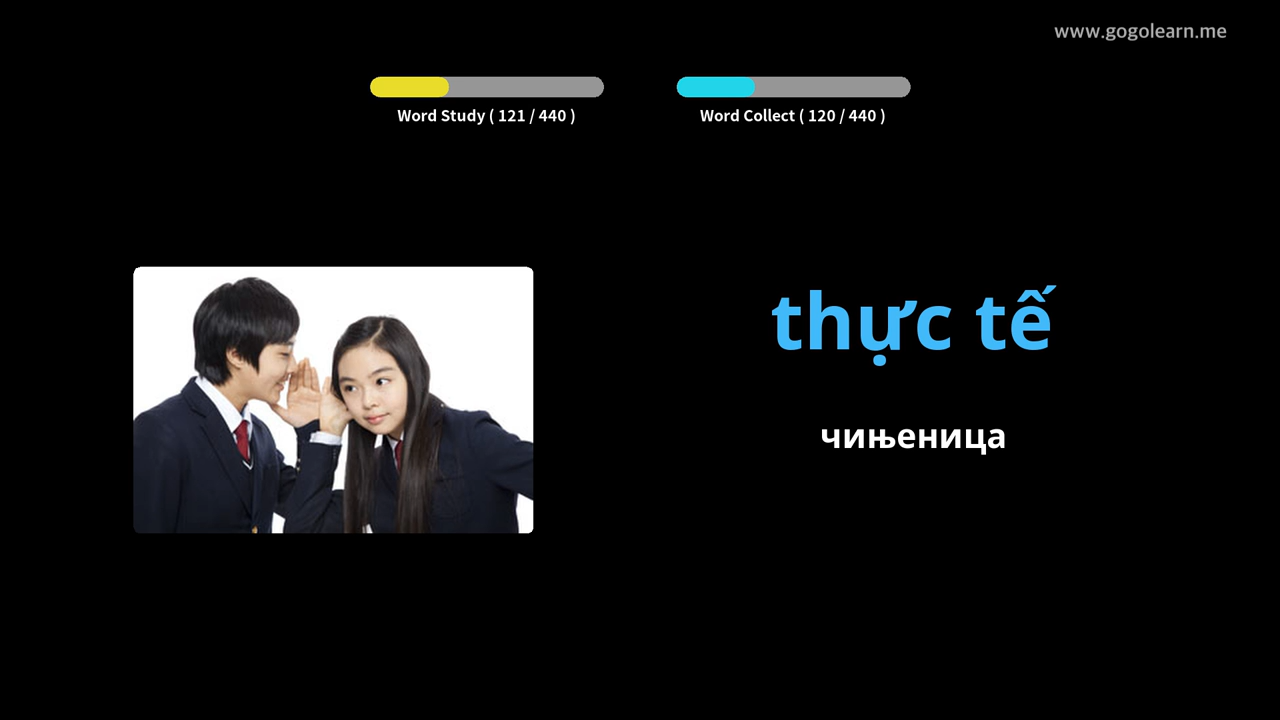 www.gogolearn.me
Word Study ( 121 / 440 )
Word Collect ( 120 / 440 )
thực tế
чињеница